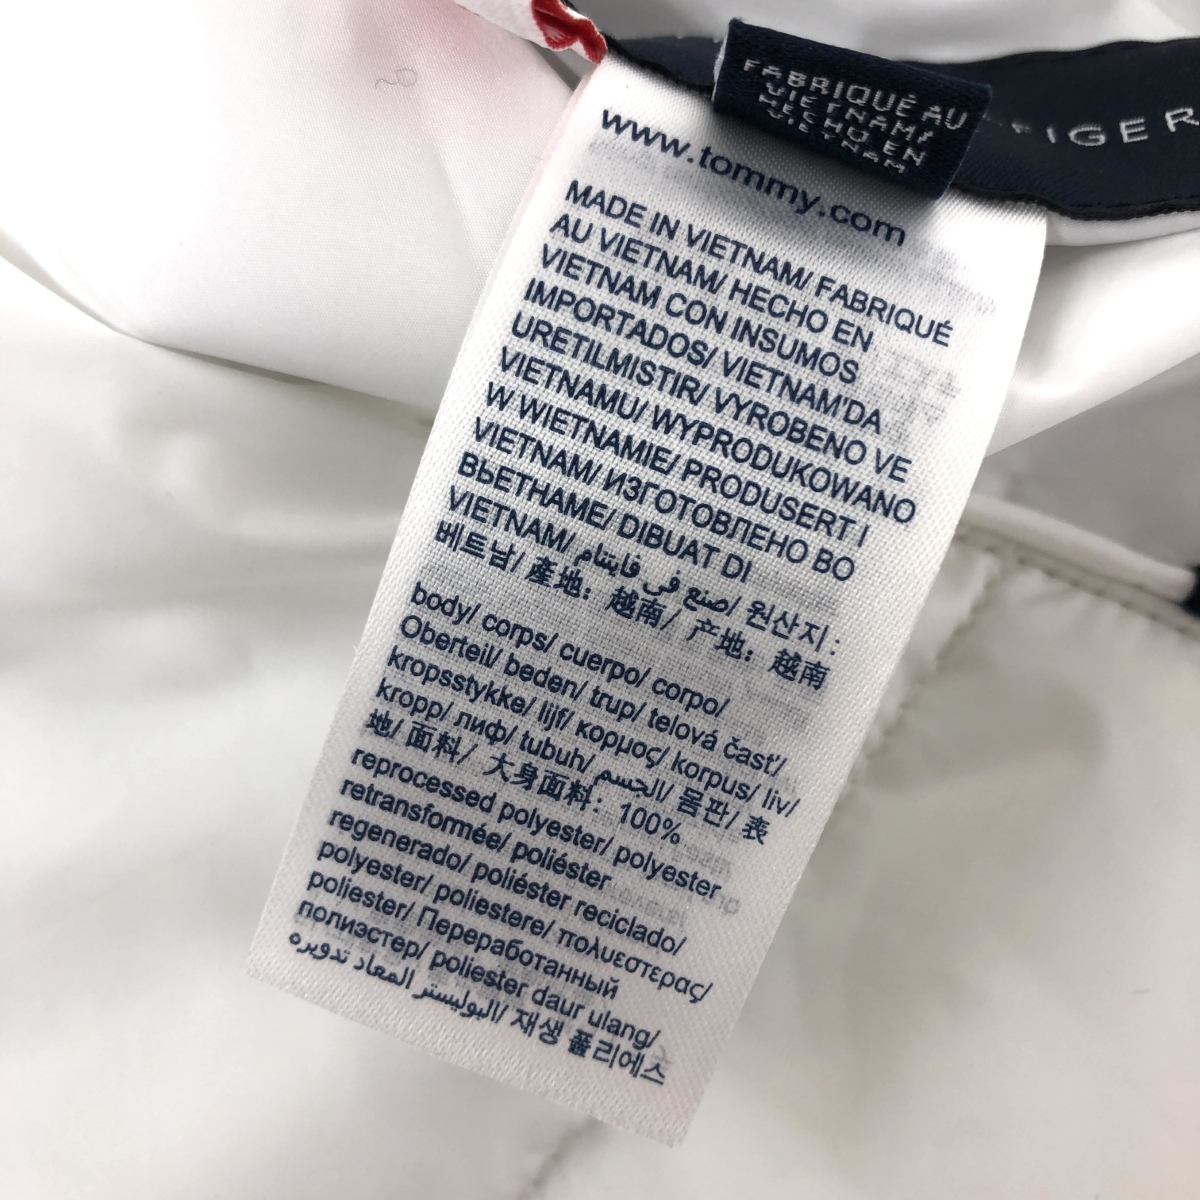 FABRIQUÉ AU
VIETNAM/
HECHO EN
VIETNAM
FIGER
www.tommy.com
MADE IN VIETNAM/ FABRIQUÉ
AU VIETNAM/ HECHO EN
VIETNAM CON INSUMOS
IMPORTADOS/ VIETNAM'DA
URETILMISTIR/ VYROBENO VE
VIETNAMU/ WYPRODUKOWANO
W WIETNAMIE/ PRODUSERT I
VIETNAM/ ИЗГОТОВЛЕНО ВО
ВЬЕТНАМЕ/ DIBUAT DI
VIETNAM/ صنع في فايتنام/ 원산지:
베트남/ 產地: 越南/ 产地: 越南
body/ corps/ cuerpo/ corpo/
Oberteil/ beden/ trup/ telová časť/
kropsstykke/ lijf/ κορμος/ korpus/ liv/
kropp/ лиф/ tubuh/ الجسم/ 몸판/ 表
地/ 面料/ 大身面料: 100%
reprocessed polyester/ polyester
retransformée/ poliéster
regenerado/ poliéster reciclado/
polyester/ poliestere/ πολυεστερας/
poliester/ Переработанный
полиэстер/ poliester daur ulang/
البوليستر المعاد تدويره/ 재생 폴리에스